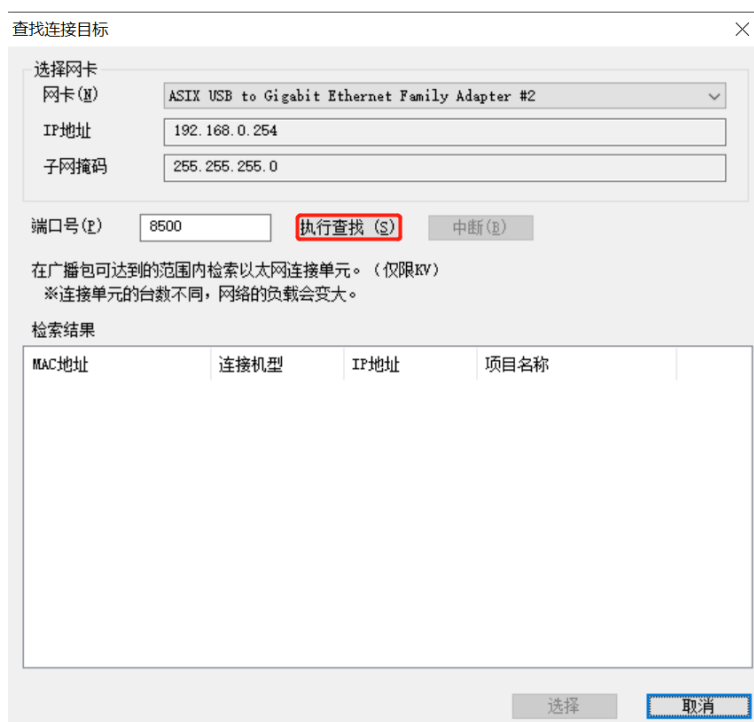 查找连接目标
选择网卡
网卡(N) ASIX USB to Gigabit Ethernet Family Adapter #2
IP地址 192.168.0.254
子网掩码 255.255.255.0
端口号(P) 8500 执行查找 (S) 中断(B)
在广播包可达到的范围内检索以太网连接单元。（仅限KV）
※连接单元的台数不同，网络的负载会变大。
检索结果
MAC地址 连接机型 IP地址 项目名称
选择 取消